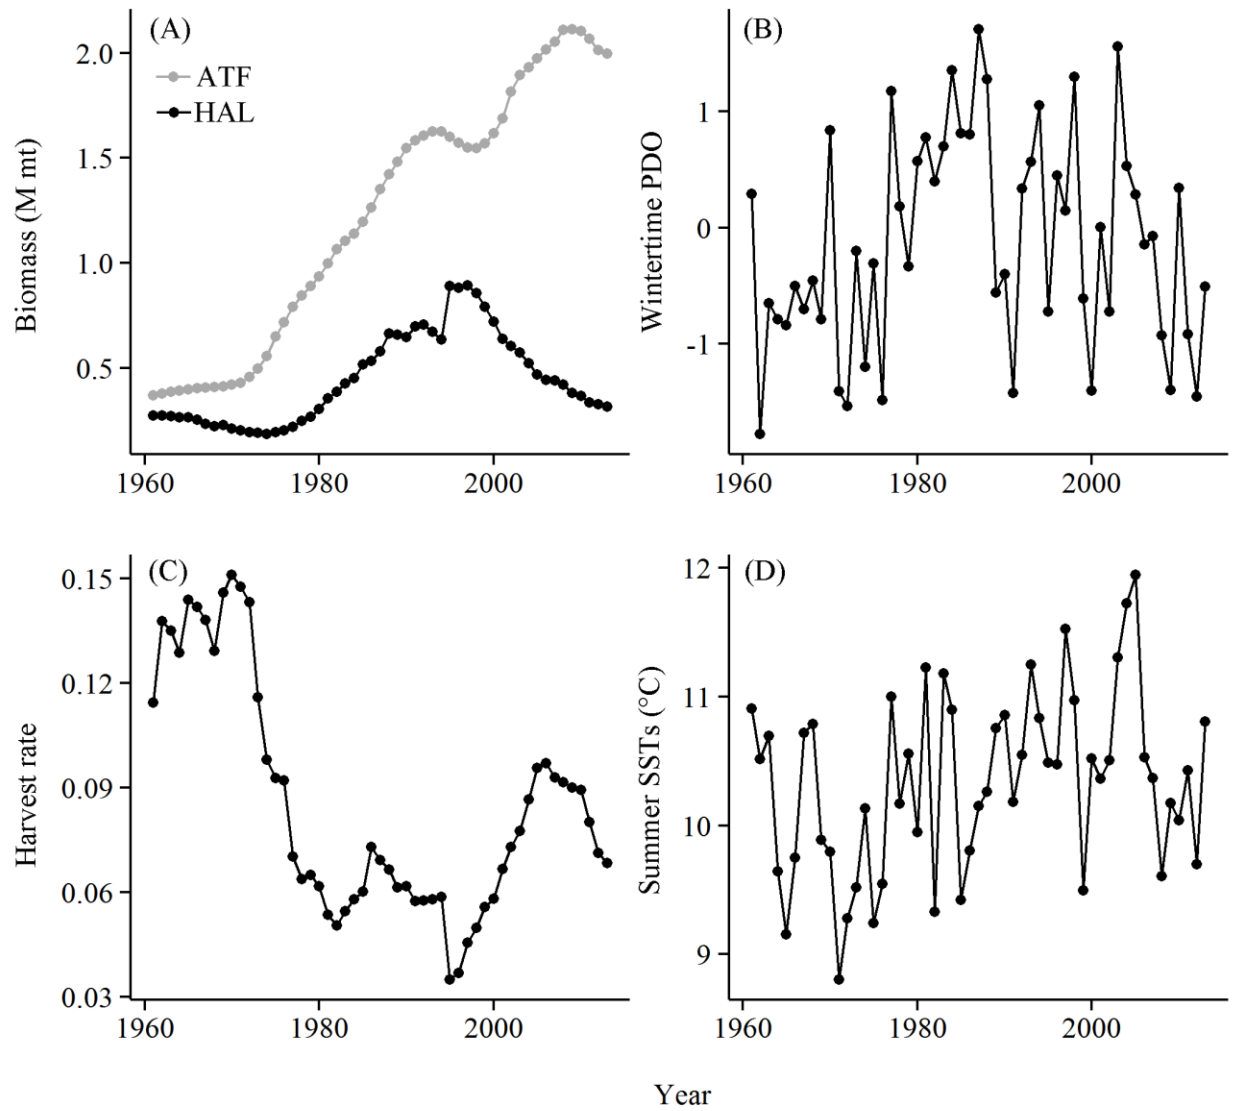 (A)
ATF
HAL
Biomass (M mt)
2.0
1.5
1.0
0.5
1960 1980 2000
(B)
Wintertime PDO
1
0
-1
1960 1980 2000
(C)
Harvest rate
0.15
0.12
0.09
0.06
0.03
1960 1980 2000
(D)
Summer SSTs (°C)
12
11
10
9
1960 1980 2000
Year